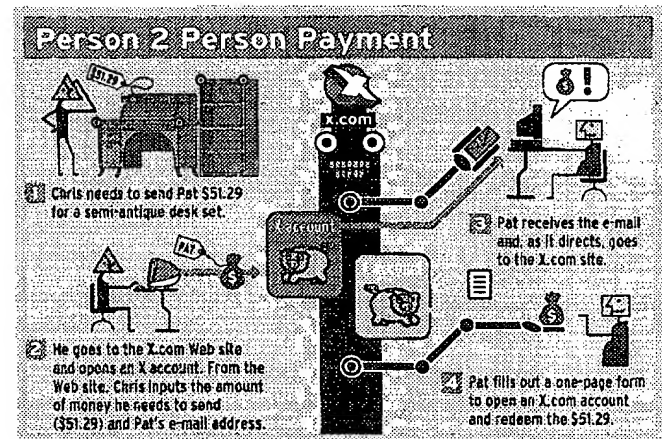 Person 2 Person Payment
$51.29
x.com
1 Chris needs to send Pat $51.29
for a semi-antique desk set.
X account
PAY
2 He goes to the X.com Web site
and opens an X account. From the
Web site, Chris inputs the amount
of money he needs to send
($51.29) and Pat's e-mail address.
!
3 Pat receives the e-mail
and, as it directs, goes
to the X.com site.
4 Pat fills out a one-page form
to open an X.com account
and redeem the $51.29.